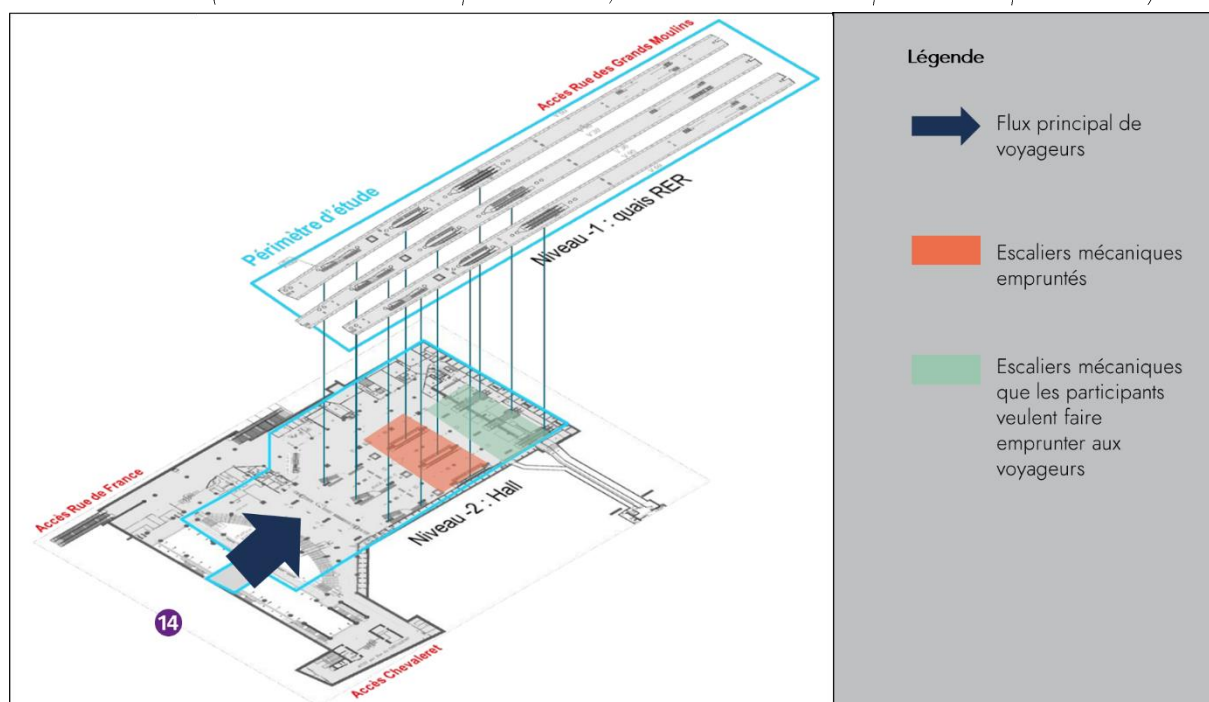 Accès Rue des Grands Moulins
Périmètre d'étude
Niveau -1 : quais RER
Accès Rue de France
Niveau -2 : Hall
14
Accès Chevaleret
Légende
Flux principal de
voyageurs
Escaliers mécaniques
empruntés
Escaliers mécaniques
que les participants
veulent faire
emprunter aux
voyageurs